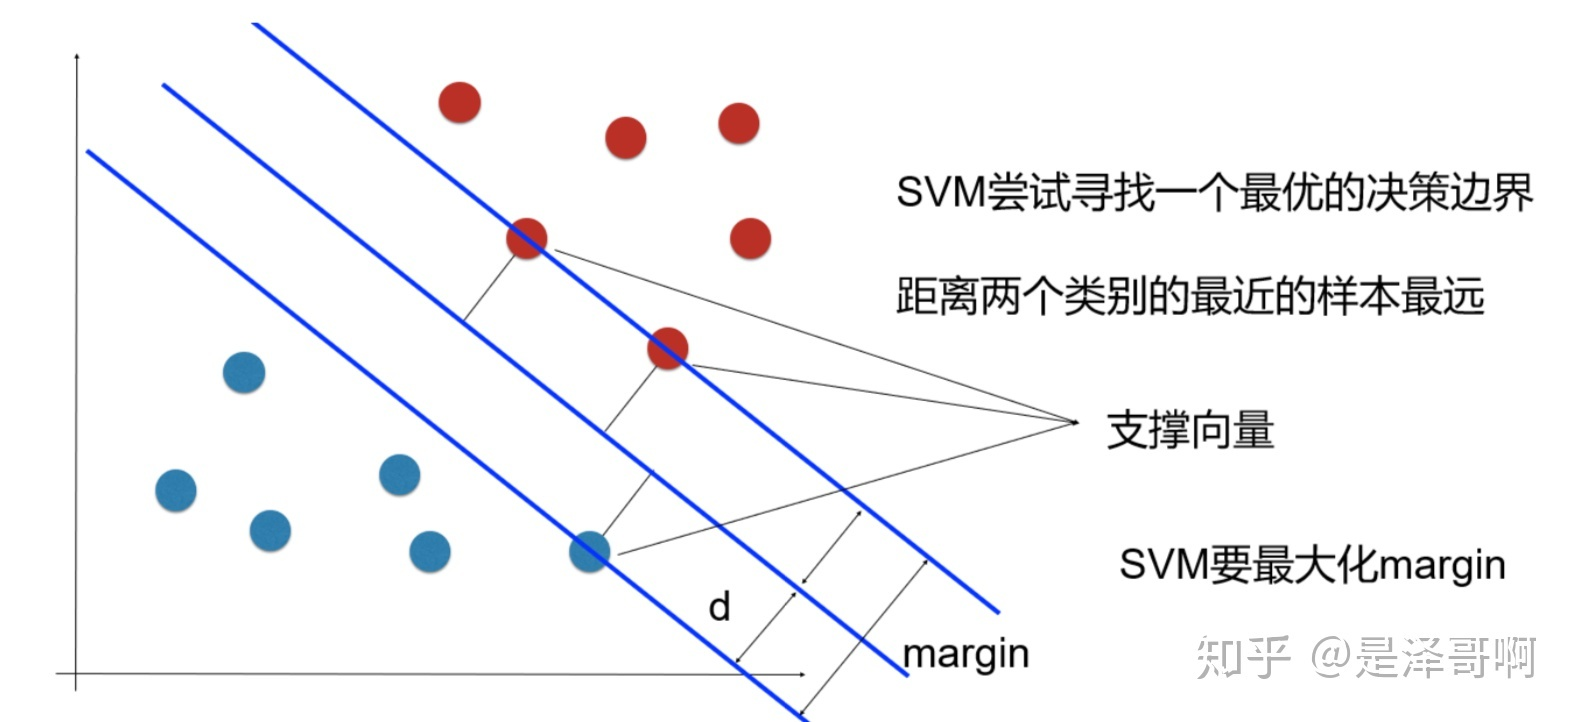 SVM尝试寻找一个最优的决策边界
距离两个类别的最近的样本最远
支撑向量
SVM要最大化margin
d
margin
知乎 @是泽哥啊